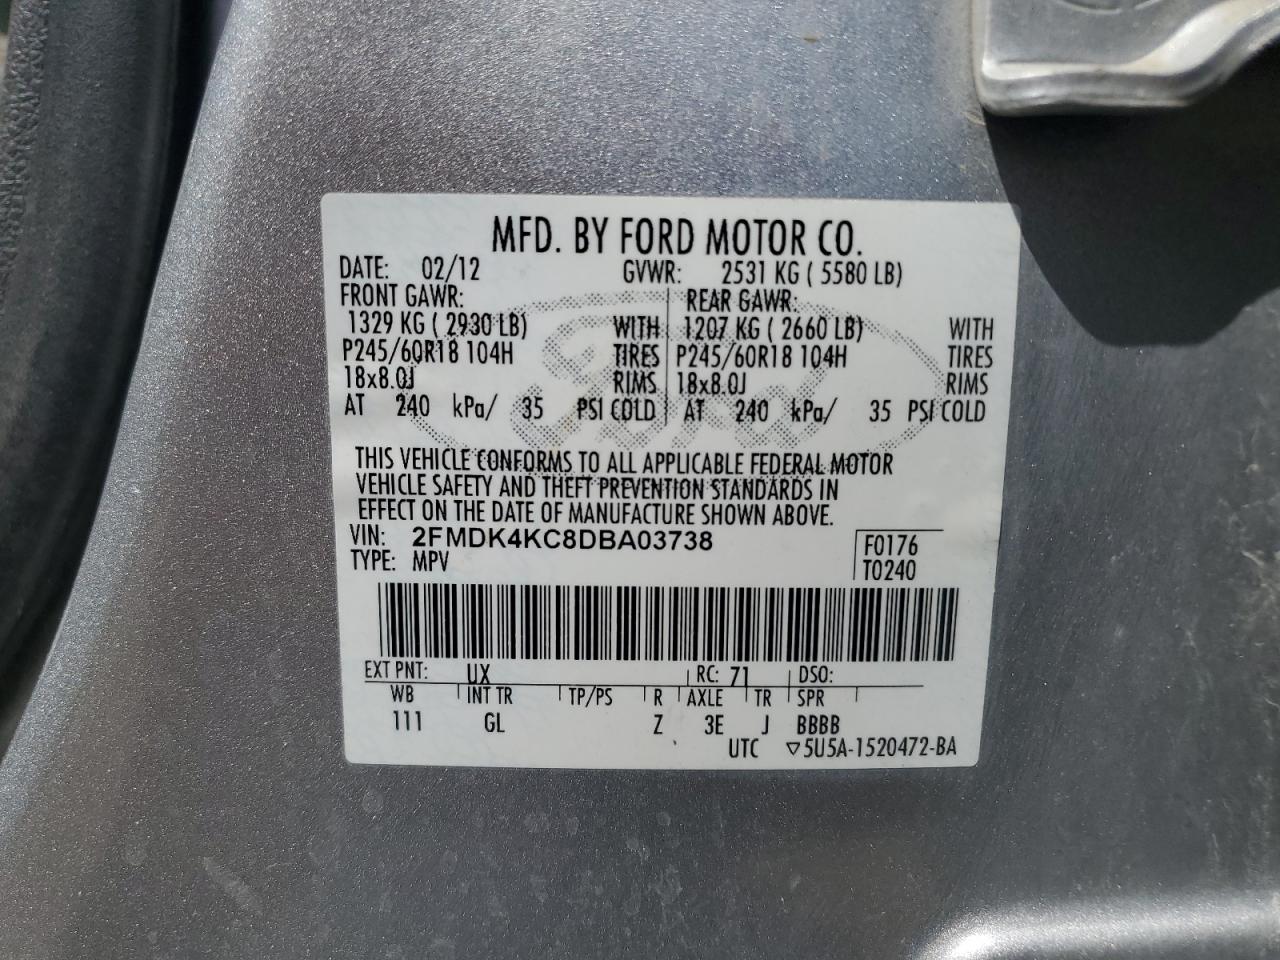 MFD. BY FORD MOTOR CO.
DATE: 02/12 GVWR: 2531 KG ( 5580 LB)
FRONT GAWR: REAR GAWR:
1329 KG ( 2930 LB) WITH 1207 KG ( 2660 LB) WITH
P245/60R18 104H TIRES P245/60R18 104H TIRES
18x8.0J RIMS 18x8.0J RIMS
AT 240 kPa/ 35 PSI COLD AT 240 kPa/ 35 PSI COLD
Ford
THIS VEHICLE CONFORMS TO ALL APPLICABLE FEDERAL MOTOR
VEHICLE SAFETY AND THEFT PREVENTION STANDARDS IN
EFFECT ON THE DATE OF MANUFACTURE SHOWN ABOVE.
VIN: 2FMDK4KC8DBA03738 F0176
TYPE: MPV T0240
EXT PNT: UX RC: 71 DSO:
WB INT TR TP/PS R AXLE TR SPR
111 GL Z 3E J BBBB
UTC ▽5U5A-1520472-BA